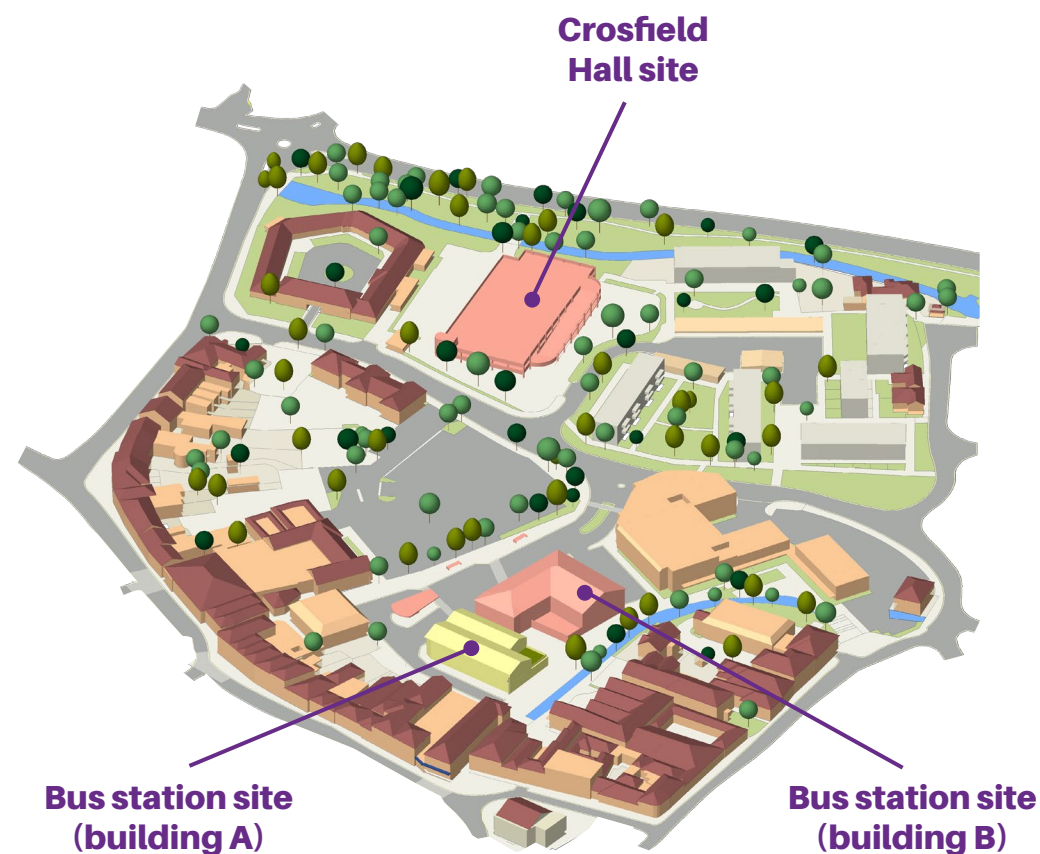 Crosfield
Hall site
Bus station site
(building A)
Bus station site
(building B)